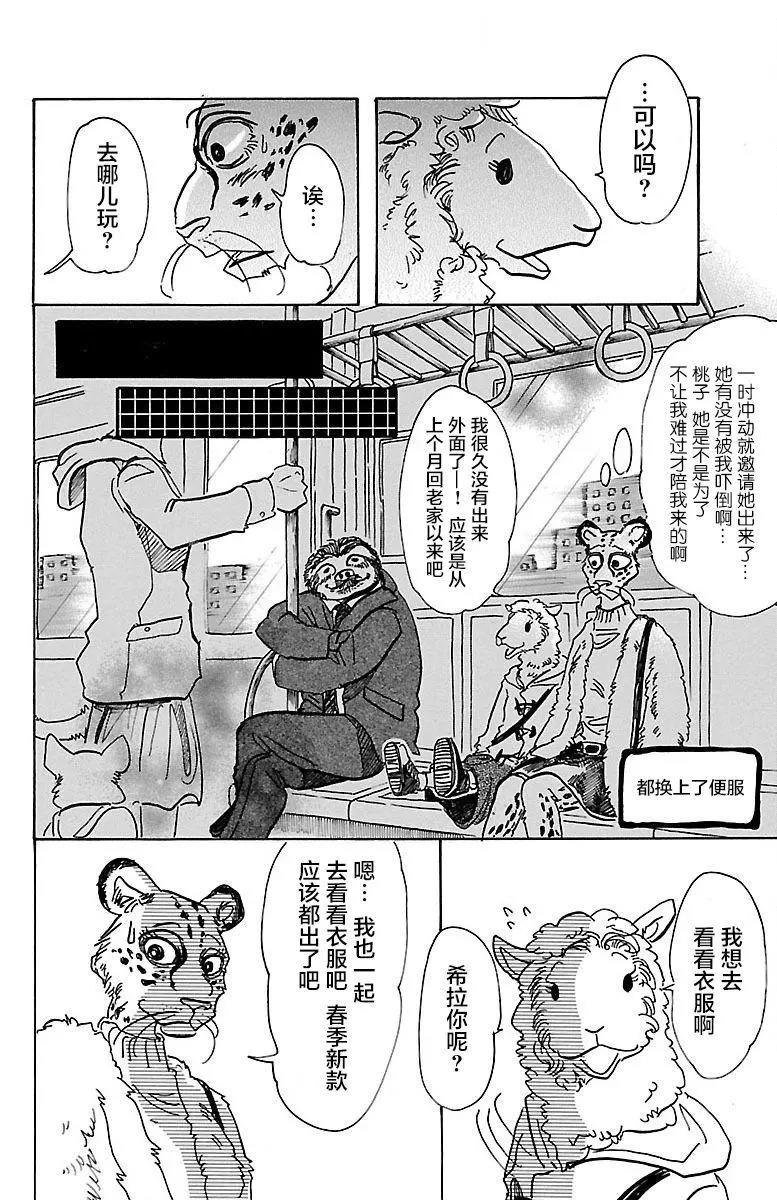 …可以吗？
诶…
去哪儿玩？
一时冲动就邀请她出来了…
她有没有被我吓倒啊…
桃子 她是不是为了
不让我难过才陪我来的啊
我很久没有出来
外面了—！ 应该是从
上个月回老家以来吧
都换上了便服
我想去
看看衣服啊
希拉你呢？
嗯… 我也一起
去看看衣服吧 春季新款
应该都出了吧